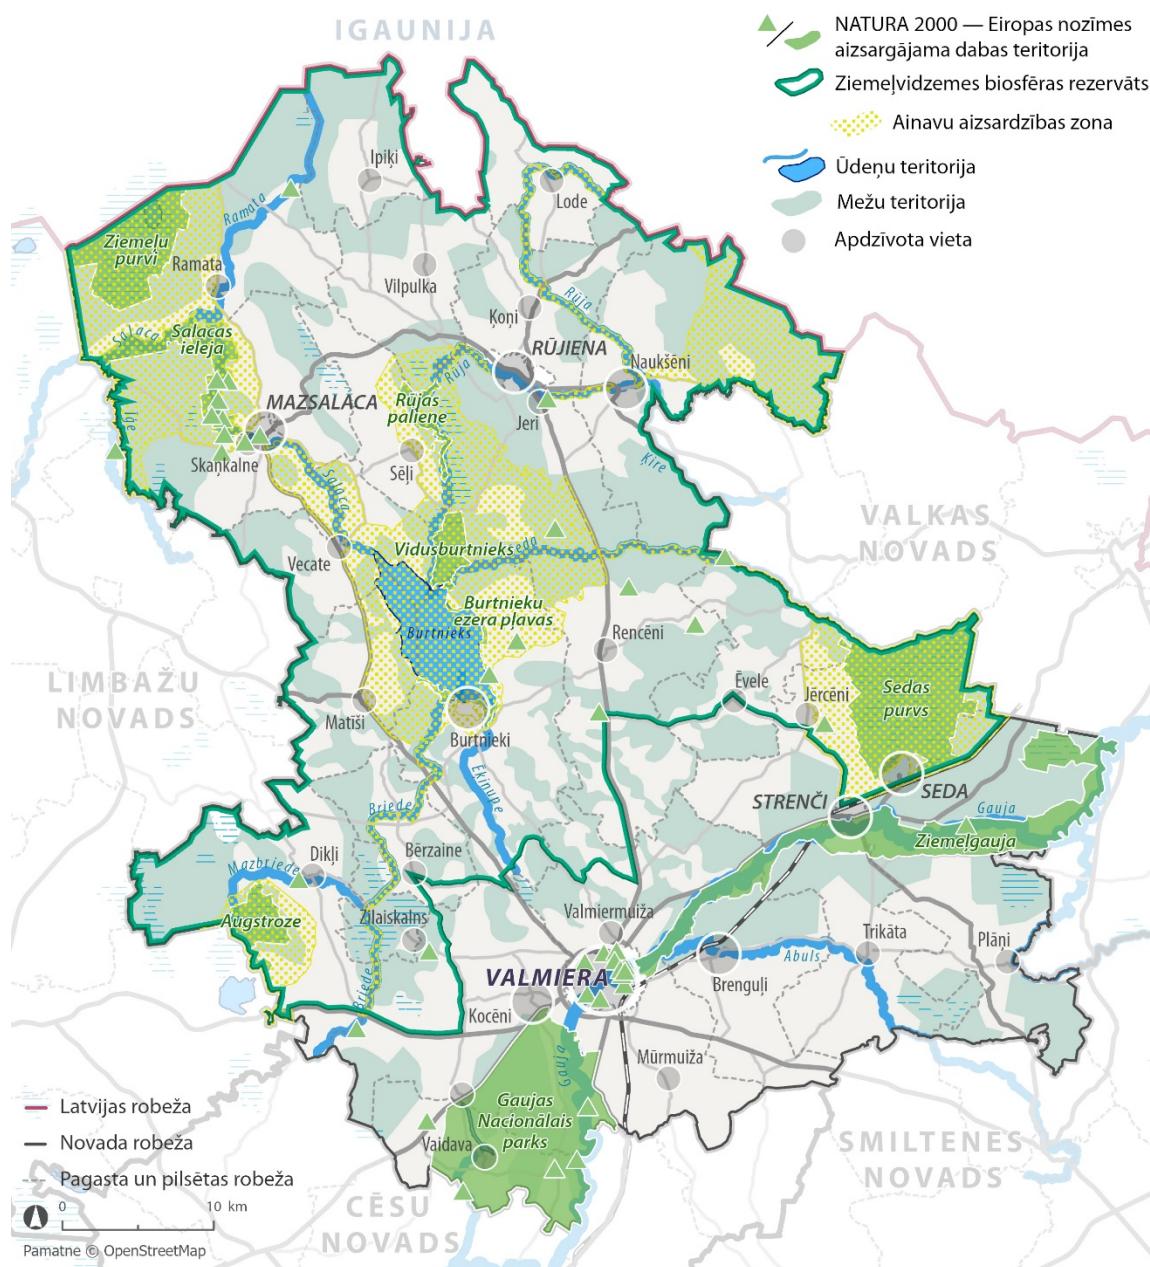 IGAUNIJA
NATURA 2000 — Eiropas nozīmes
aizsargājama dabas teritorija
Ziemeļvidzemes biosfēras rezervāts
Ainavu aizsardzības zona
Ūdeņu teritorija
Mežu teritorija
Apdzīvota vieta
Ipiķi
Lode
Ramata
Ziemeļu
purvi
Ramata
Vilpulka
Rūja
Ķoņi
Salaca
Salacas
ieleja
RŪJIENA
Rūja
Naukšēni
MAZSALACA
Rūjas
paliene
Jeri
Iģe
Skaņkalne
Sēļi
Ķire
Salaca
VALKAS
NOVADS
Vidusburtnieks
eda
Vecate
Burtnieku
ezera pļavas
Burtnieks
Rencēni
LIMBAŽU
NOVADS
Ēvele
Jērcēni
Sedas
purvs
Matīši
Burtnieki
Ekiņupe
STRENČI
SEDA
Gauja
Briede
Ziemeļgauja
Mazbriede
Dikļi
Bērzaine
Augstroze
Zilaiskalns
Valmiermuiža
Trikāta
Plāņi
Abuls
VALMIERA
Brenguļi
Briede
Kocēni
Gauja
Mūrmuiža
Gaujas
Nacionālais
parks
Vaidava
SMILTENES
NOVADS
CĒSU
NOVADS
Latvijas robeža
Novada robeža
Pagasta un pilsētas robeža
0 10 km
Pamatne © OpenStreetMap